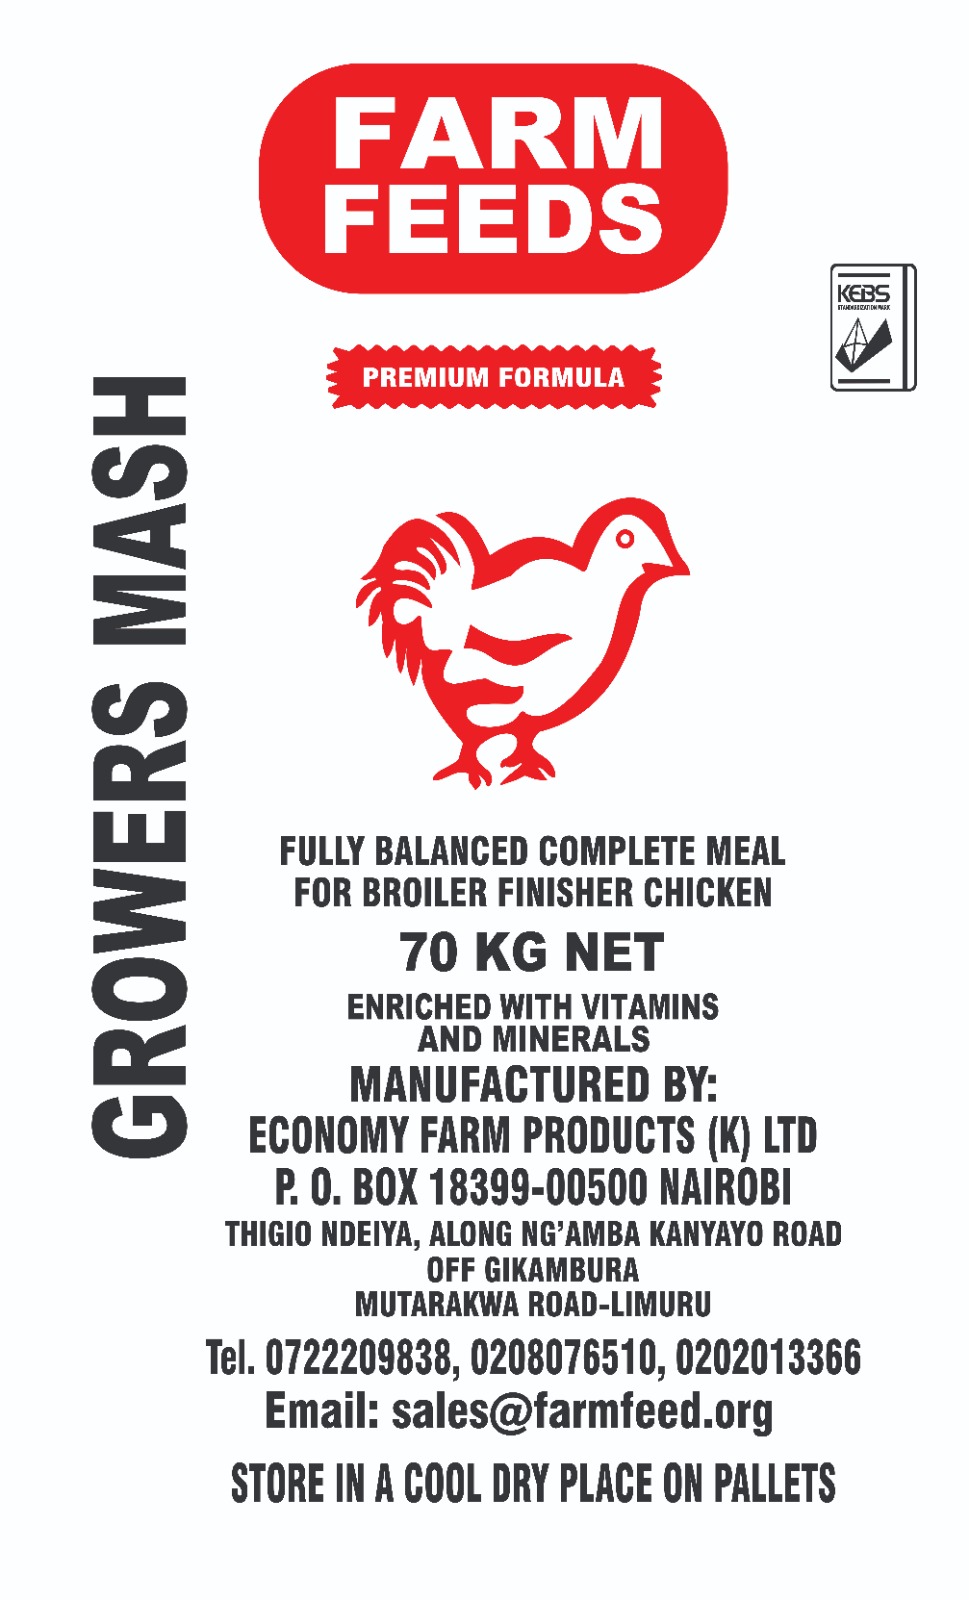 FARM
FEEDS
KEBS
STANDARDIZATION MARK
PREMIUM FORMULA
GROWERS MASH
FULLY BALANCED COMPLETE MEAL
FOR BROILER FINISHER CHICKEN
70 KG NET
ENRICHED WITH VITAMINS
AND MINERALS
MANUFACTURED BY:
ECONOMY FARM PRODUCTS (K) LTD
P. O. BOX 18399-00500 NAIROBI
THIGIO NDEIYA, ALONG NG'AMBA KANYAYO ROAD
OFF GIKAMBURA
MUTARAKWA ROAD-LIMURU
Tel. 0722209838, 0208076510, 0202013366
Email: sales@farmfeed.org
STORE IN A COOL DRY PLACE ON PALLETS